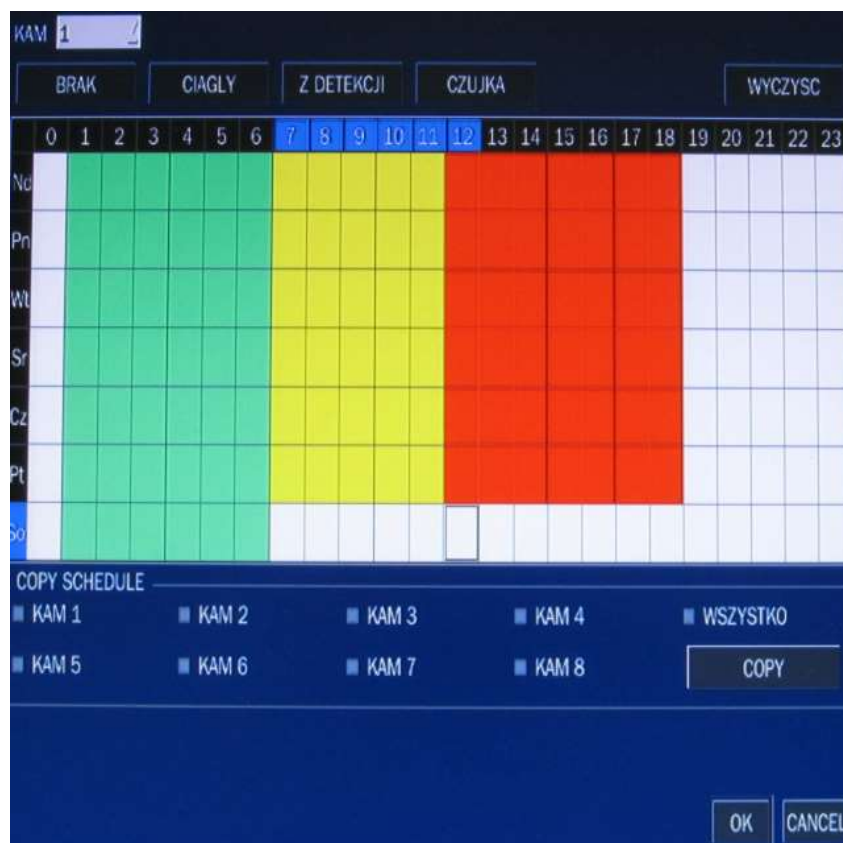 KAM 1
BRAK CIAGLY Z DETEKCJI CZUJKA WYCZYSC
0 1 2 3 4 5 6 7 8 9 10 11 12 13 14 15 16 17 18 19 20 21 22 23
Nd
Pn
Wt
Sr
Cz
Pt
So
COPY SCHEDULE
KAM 1 KAM 2 KAM 3 KAM 4 WSZYSTKO
KAM 5 KAM 6 KAM 7 KAM 8 COPY
OK CANCEL